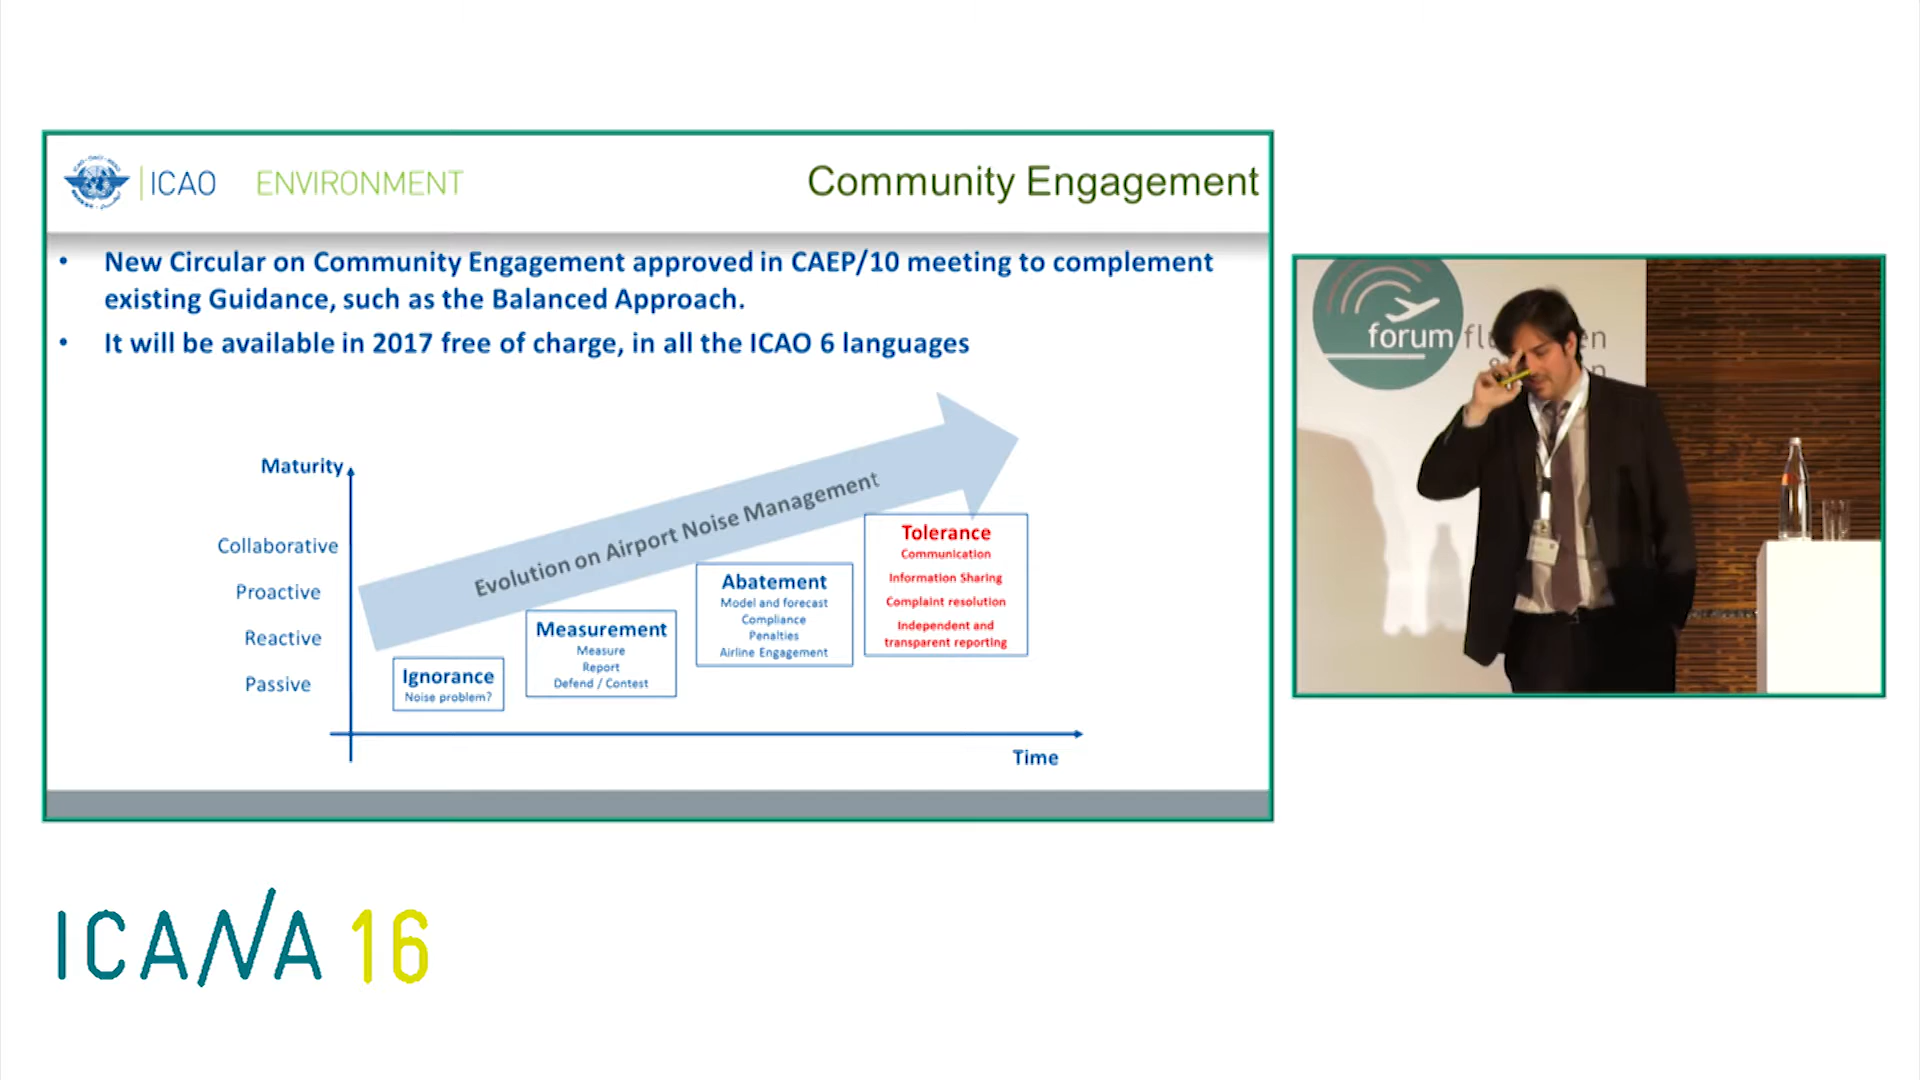 ICAO ENVIRONMENT
Community Engagement
• New Circular on Community Engagement approved in CAEP/10 meeting to complement
existing Guidance, such as the Balanced Approach.
• It will be available in 2017 free of charge, in all the ICAO 6 languages
Maturity
Collaborative
Proactive
Reactive
Passive
Evolution on Airport Noise Management
Ignorance
Noise problem?
Measurement
Measure
Report
Defend / Contest
Abatement
Model and forecast
Compliance
Penalties
Airline Engagement
Tolerance
Communication
Information Sharing
Complaint resolution
Independent and
transparent reporting
Time
forum
ICANA 16